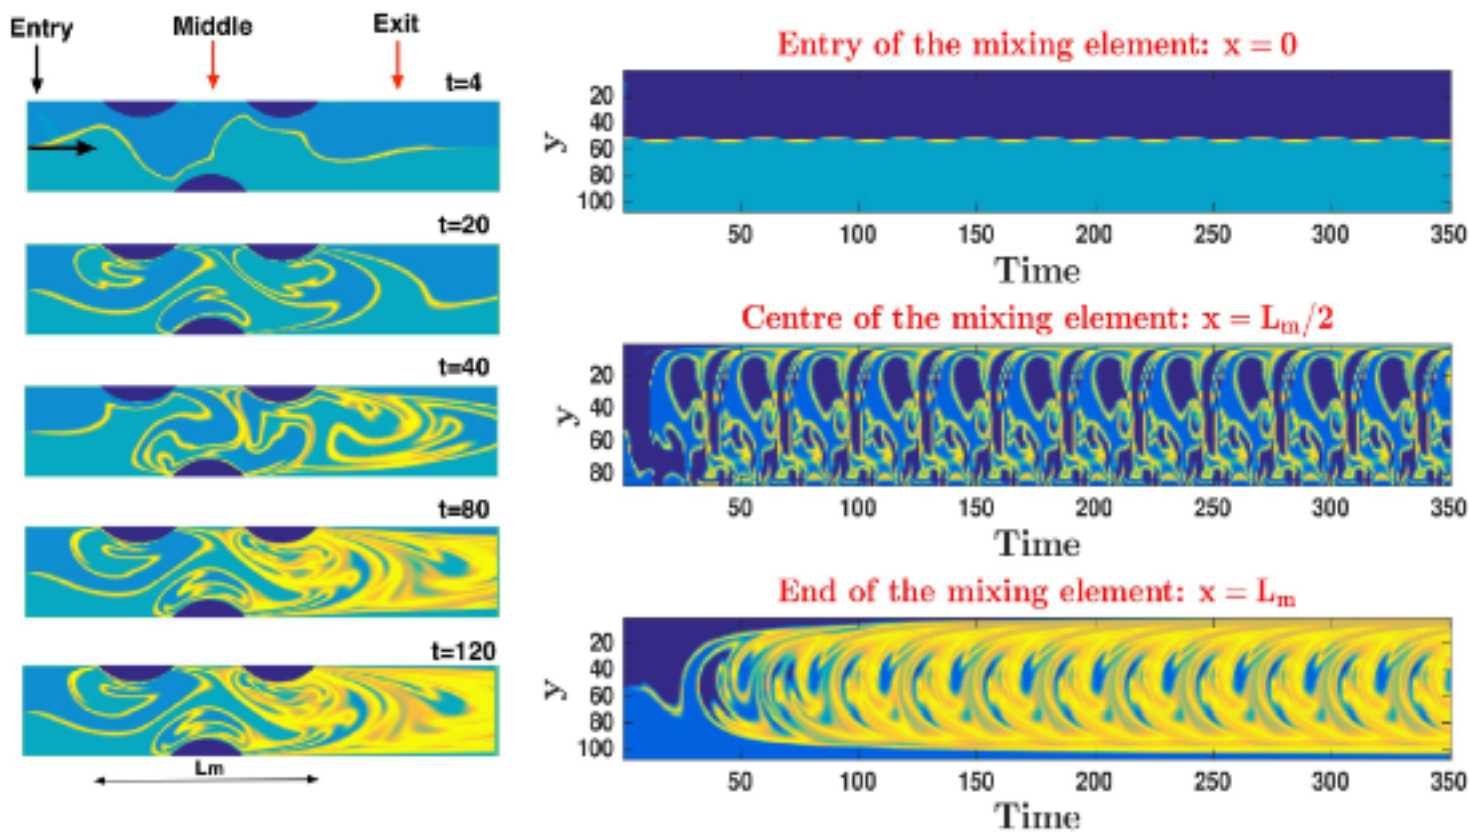 Entry Middle Exit
t=4
t=20
t=40
t=80
t=120
Lm
Entry of the mixing element: x = 0
20
40
60
80
100
y
50 100 150 200 250 300 350
Time
Centre of the mixing element: x = Lm/2
20
40
60
80
y
50 100 150 200 250 300 350
Time
End of the mixing element: x = Lm
20
40
60
80
100
y
50 100 150 200 250 300 350
Time